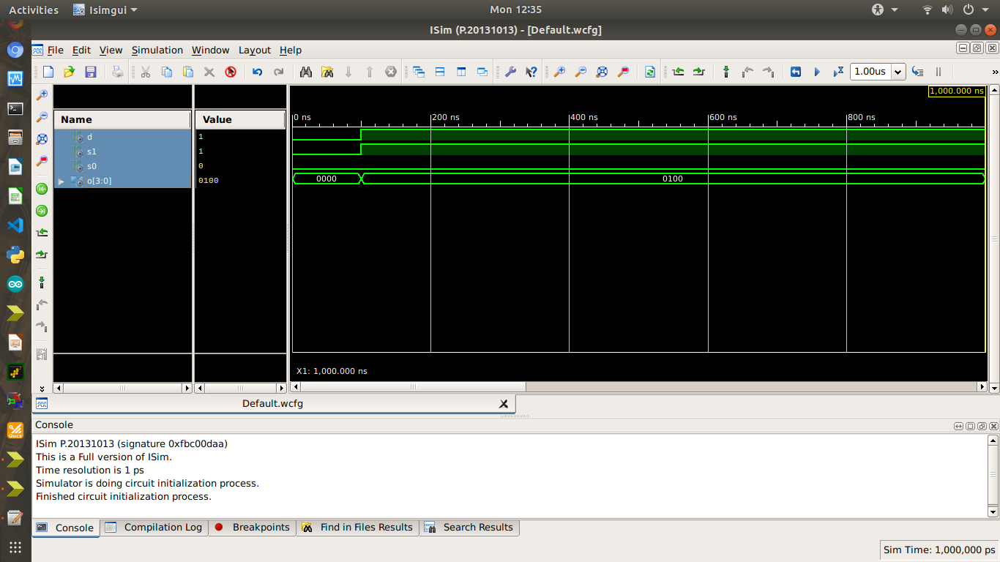 Activities Isimgui Mon 12:35
ISim (P.20131013) - [Default.wcfg]
File Edit View Simulation Window Layout Help
1.00us »
1,000.000 ns
Name Value 0 ns 200 ns 400 ns 600 ns 800 ns
d 1
s1 1
s0 0
o[3:0] 0100 0000 0100
X1: 1,000.000 ns
Default.wcfg
Console
ISim P.20131013 (signature 0xfbc00daa)
This is a Full version of ISim.
Time resolution is 1 ps
Simulator is doing circuit initialization process.
Finished circuit initialization process.
Console Compilation Log Breakpoints Find in Files Results Search Results
Sim Time: 1,000,000 ps